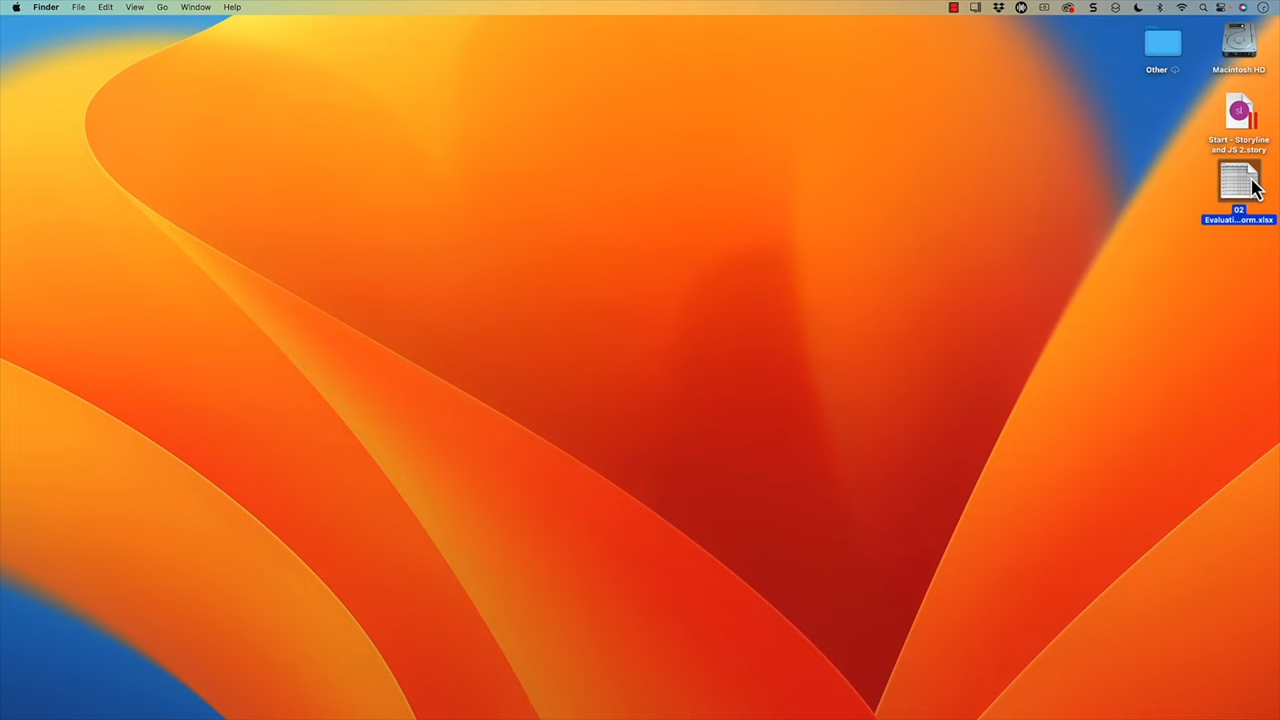 Finder File Edit View Go Window Help
Other
Macintosh HD
sl
Start - Storyline
and JS 2.story
02
Evaluati...orm.xlsx